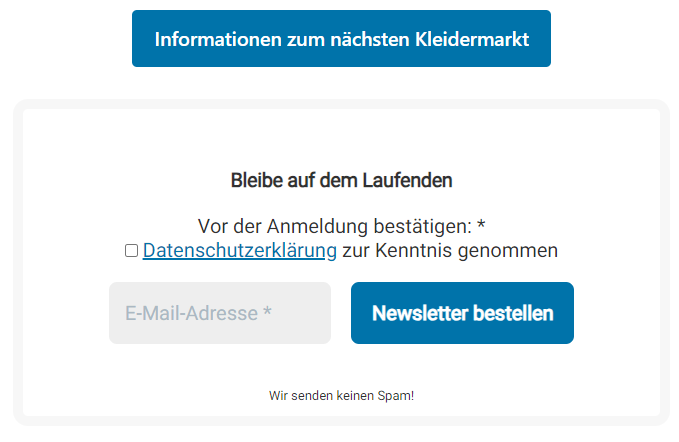 Informationen zum nächsten Kleidermarkt
Bleibe auf dem Laufenden
Vor der Anmeldung bestätigen: *
Datenschutzerklärung zur Kenntnis genommen
E-Mail-Adresse *
Newsletter bestellen
Wir senden keinen Spam!